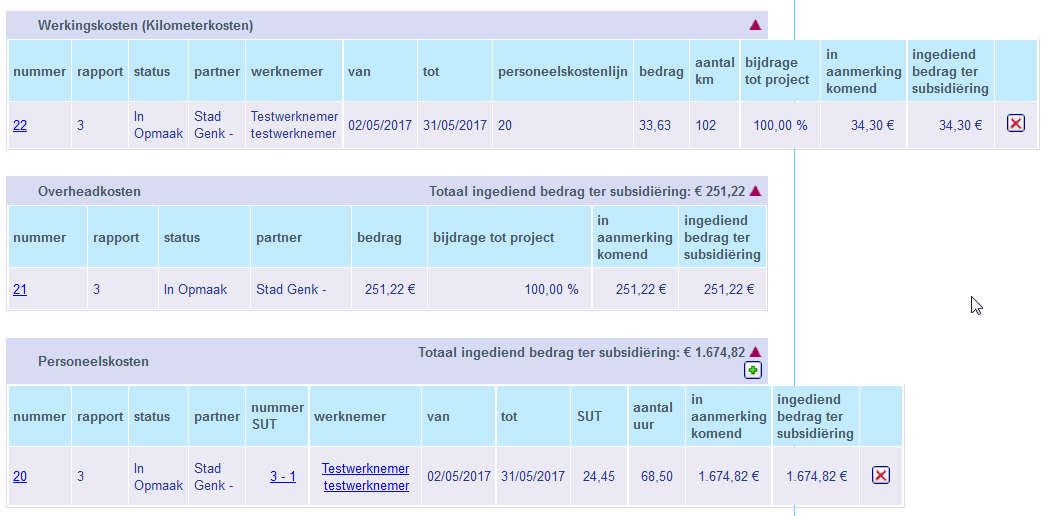 Werkingskosten (Kilometerkosten)
nummer rapport status partner werknemer van tot personeelskostenlijn bedrag aantal km bijdrage tot project in aanmerking komend ingediend bedrag ter subsidiëring
22 3 In Opmaak Stad Genk - Testwerknemer testwerknemer 02/05/2017 31/05/2017 20 33,63 102 100,00 % 34,30 € 34,30 €
Overheadkosten Totaal ingediend bedrag ter subsidiëring: € 251,22
nummer rapport status partner bedrag bijdrage tot project in aanmerking komend ingediend bedrag ter subsidiëring
21 3 In Opmaak Stad Genk - 251,22 € 100,00 % 251,22 € 251,22 €
Personeelskosten Totaal ingediend bedrag ter subsidiëring: € 1.674,82
nummer rapport status partner nummer SUT werknemer van tot SUT aantal uur in aanmerking komend ingediend bedrag ter subsidiëring
20 3 In Opmaak Stad Genk - 3 - 1 Testwerknemer testwerknemer 02/05/2017 31/05/2017 24,45 68,50 1.674,82 € 1.674,82 €